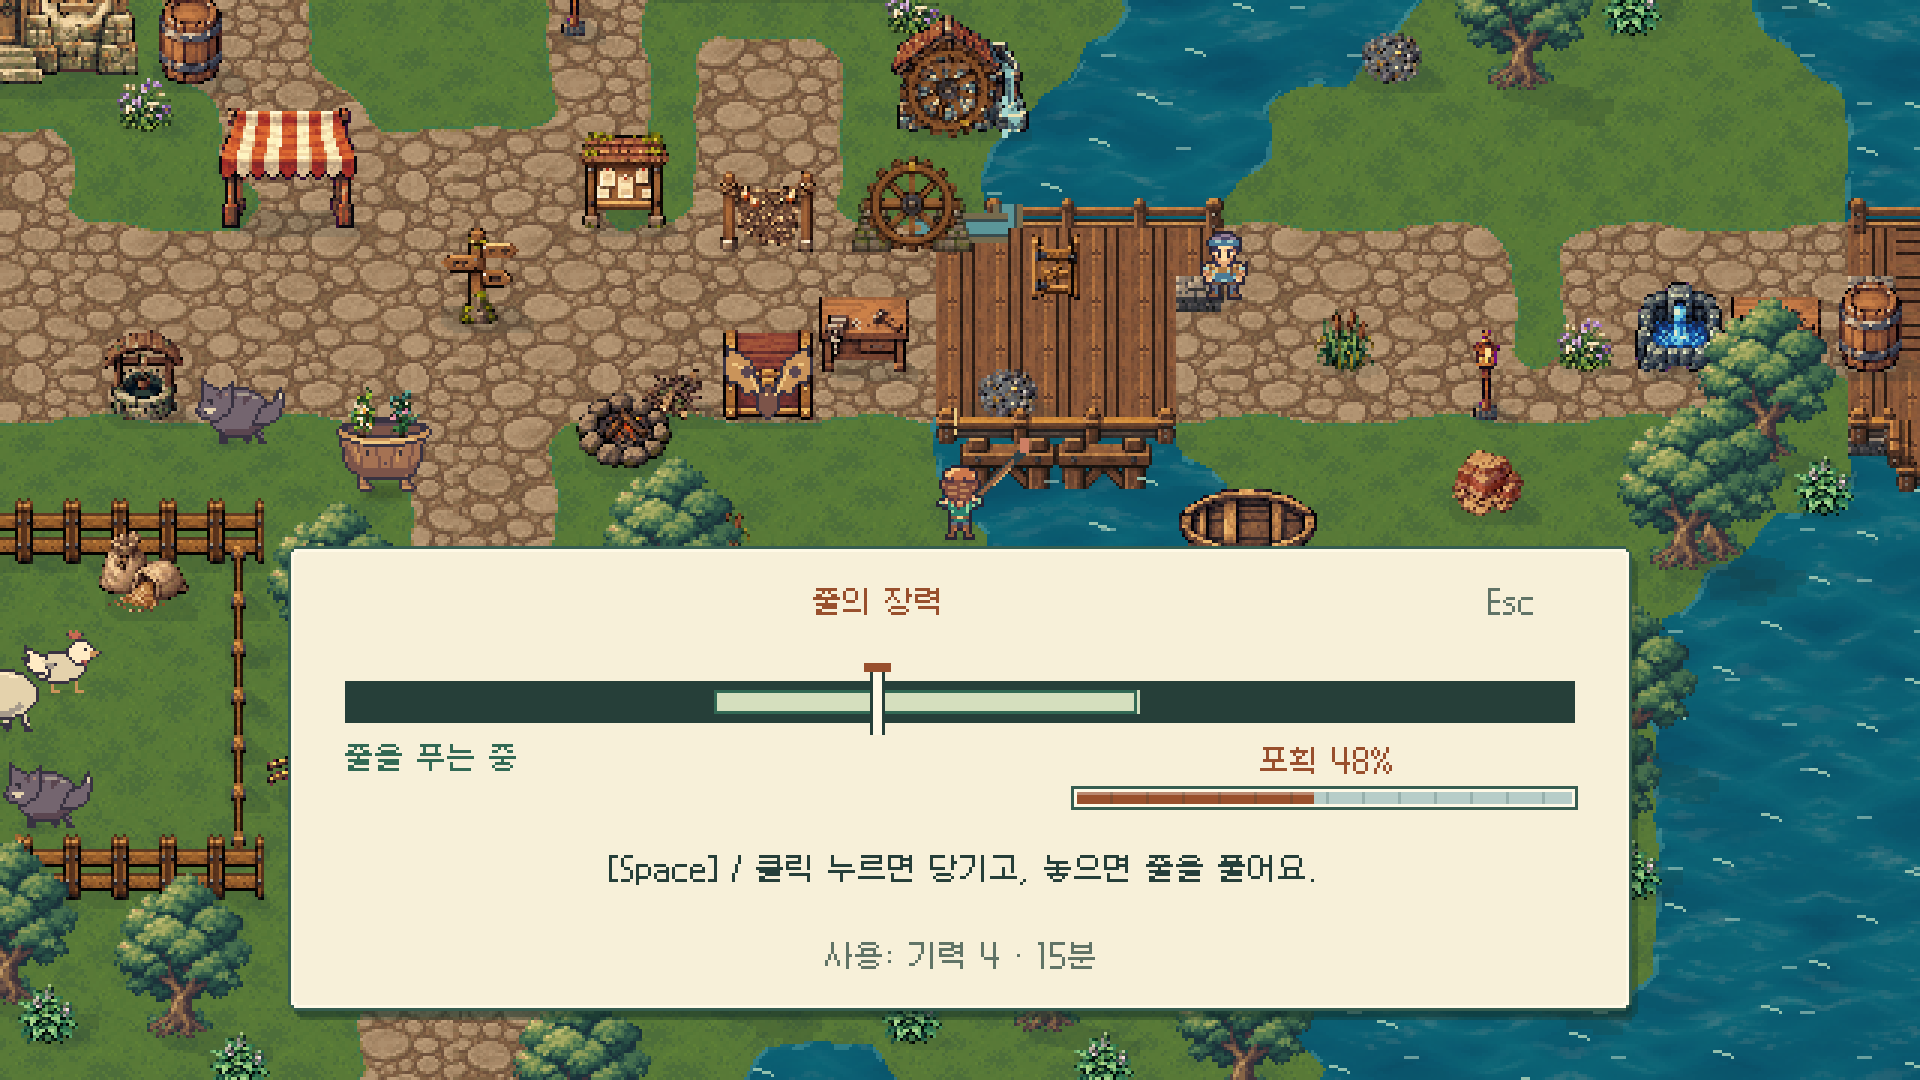 줄의 장력
Esc
줄을 푸는 중
포획 48%
[Space] / 클릭 누르면 당기고, 놓으면 줄을 풀어요.
사용: 기력 4 · 15분